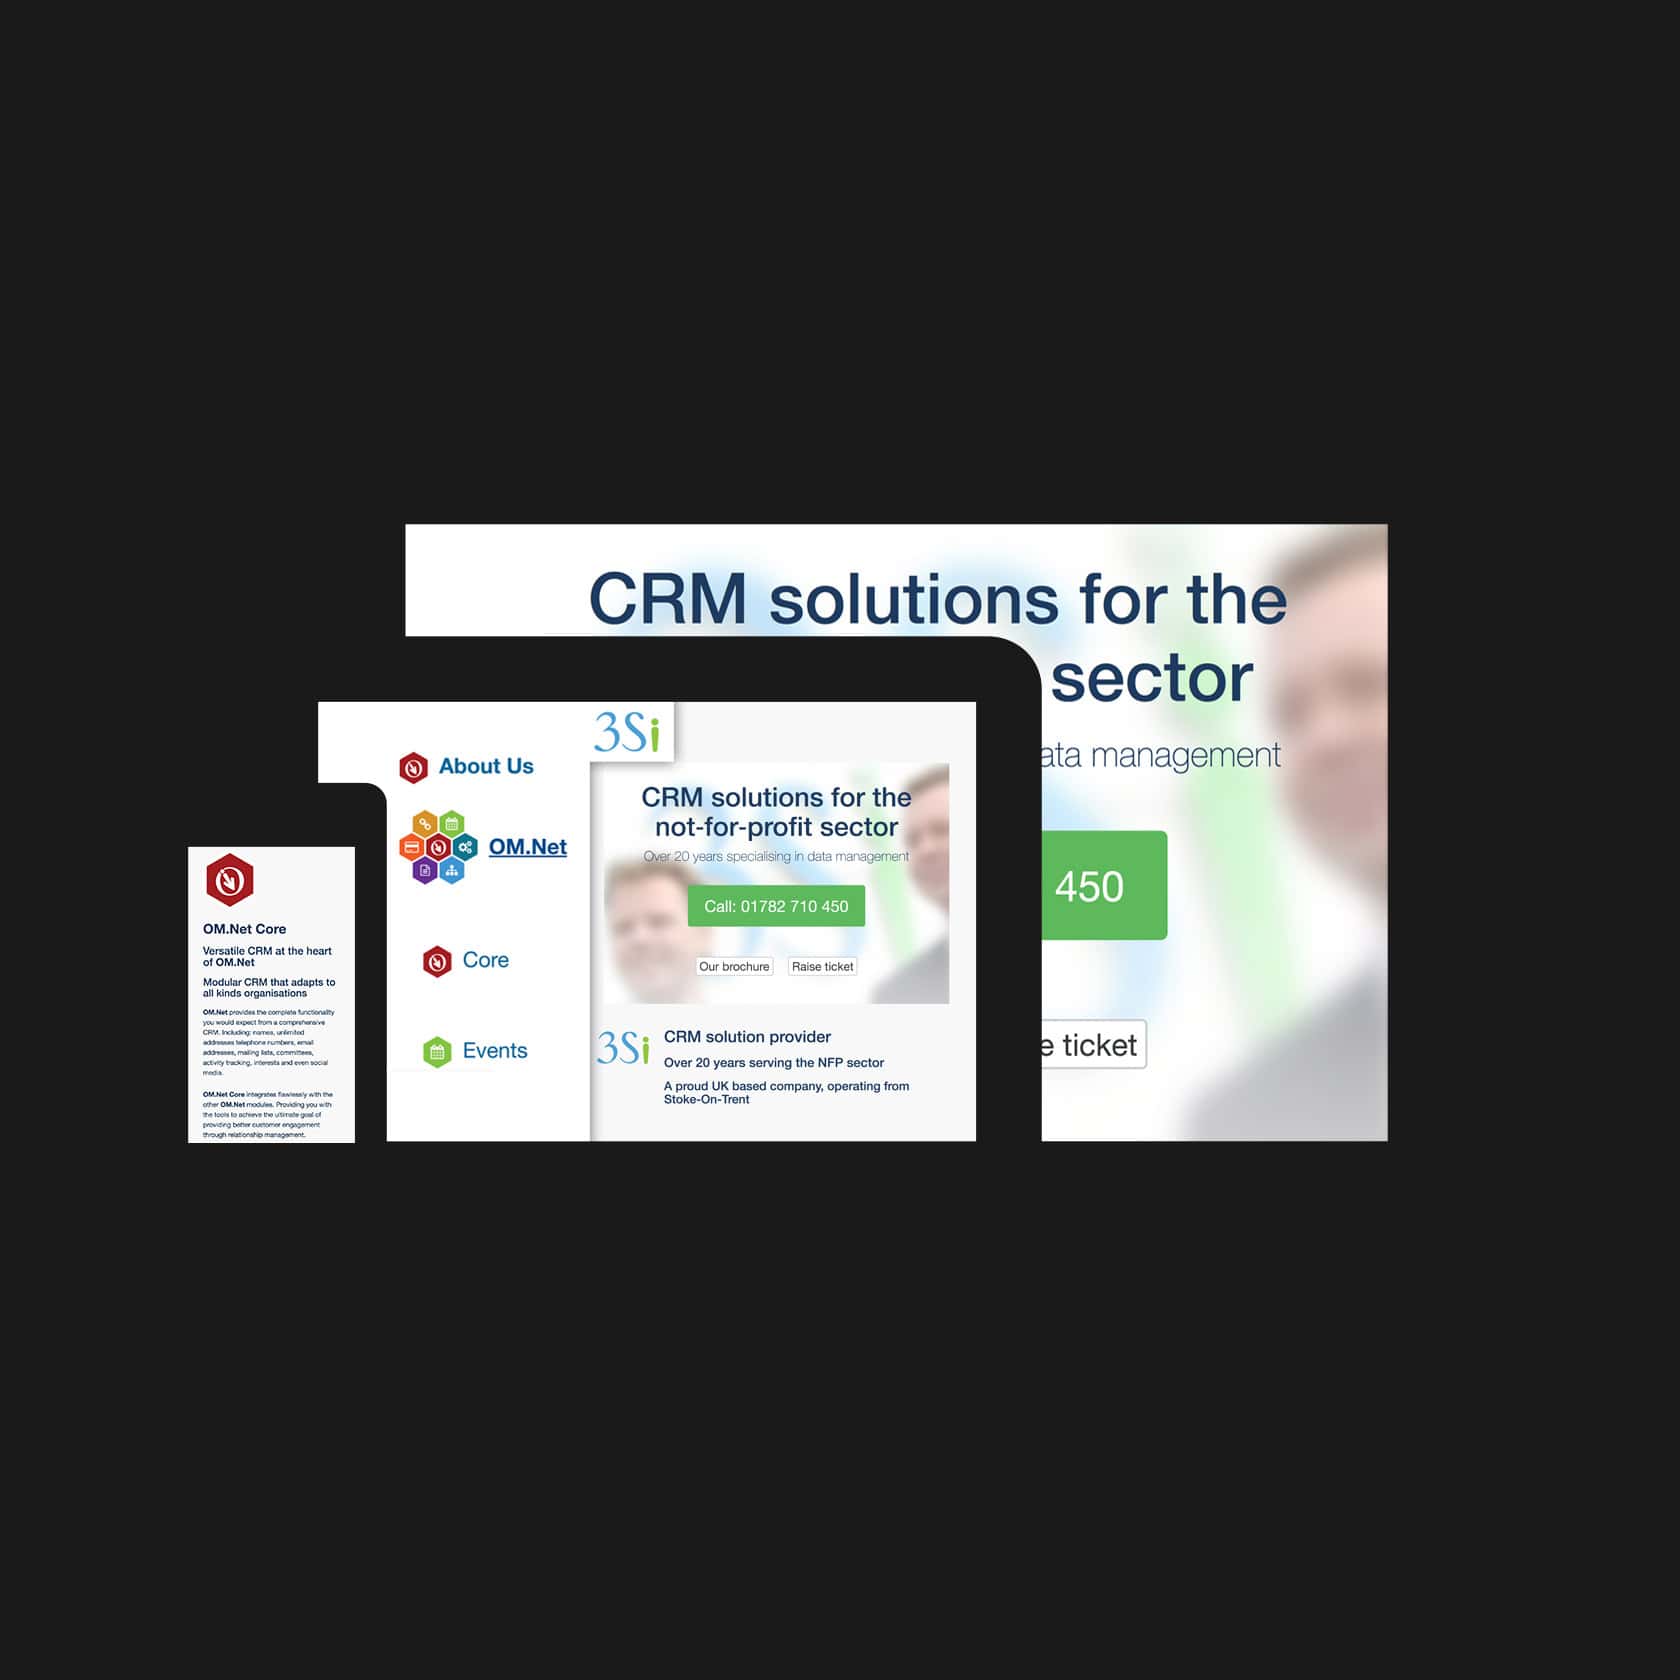 CRM solutions for the
sector
ata management
450
e ticket
3Si
About Us
OM.Net
Core
Events
CRM solutions for the
not-for-profit sector
Over 20 years specialising in data management
Call: 01782 710 450
Our brochure
Raise ticket
3Si
CRM solution provider
Over 20 years serving the NFP sector
A proud UK based company, operating from
Stoke-On-Trent
OM.Net Core
Versatile CRM at the heart
of OM.Net
Modular CRM that adapts to
all kinds organisations
OM.Net provides the complete functionality
you would expect from a comprehensive
CRM. Including: names, unlimited
addresses telephone numbers, email
addresses, mailing lists, committees,
activity tracking, interests and even social
media.
OM.Net Core integrates flawlessly with the
other OM.Net modules. Providing you with
the tools to achieve the ultimate goal of
providing better customer engagement
through relationship management.